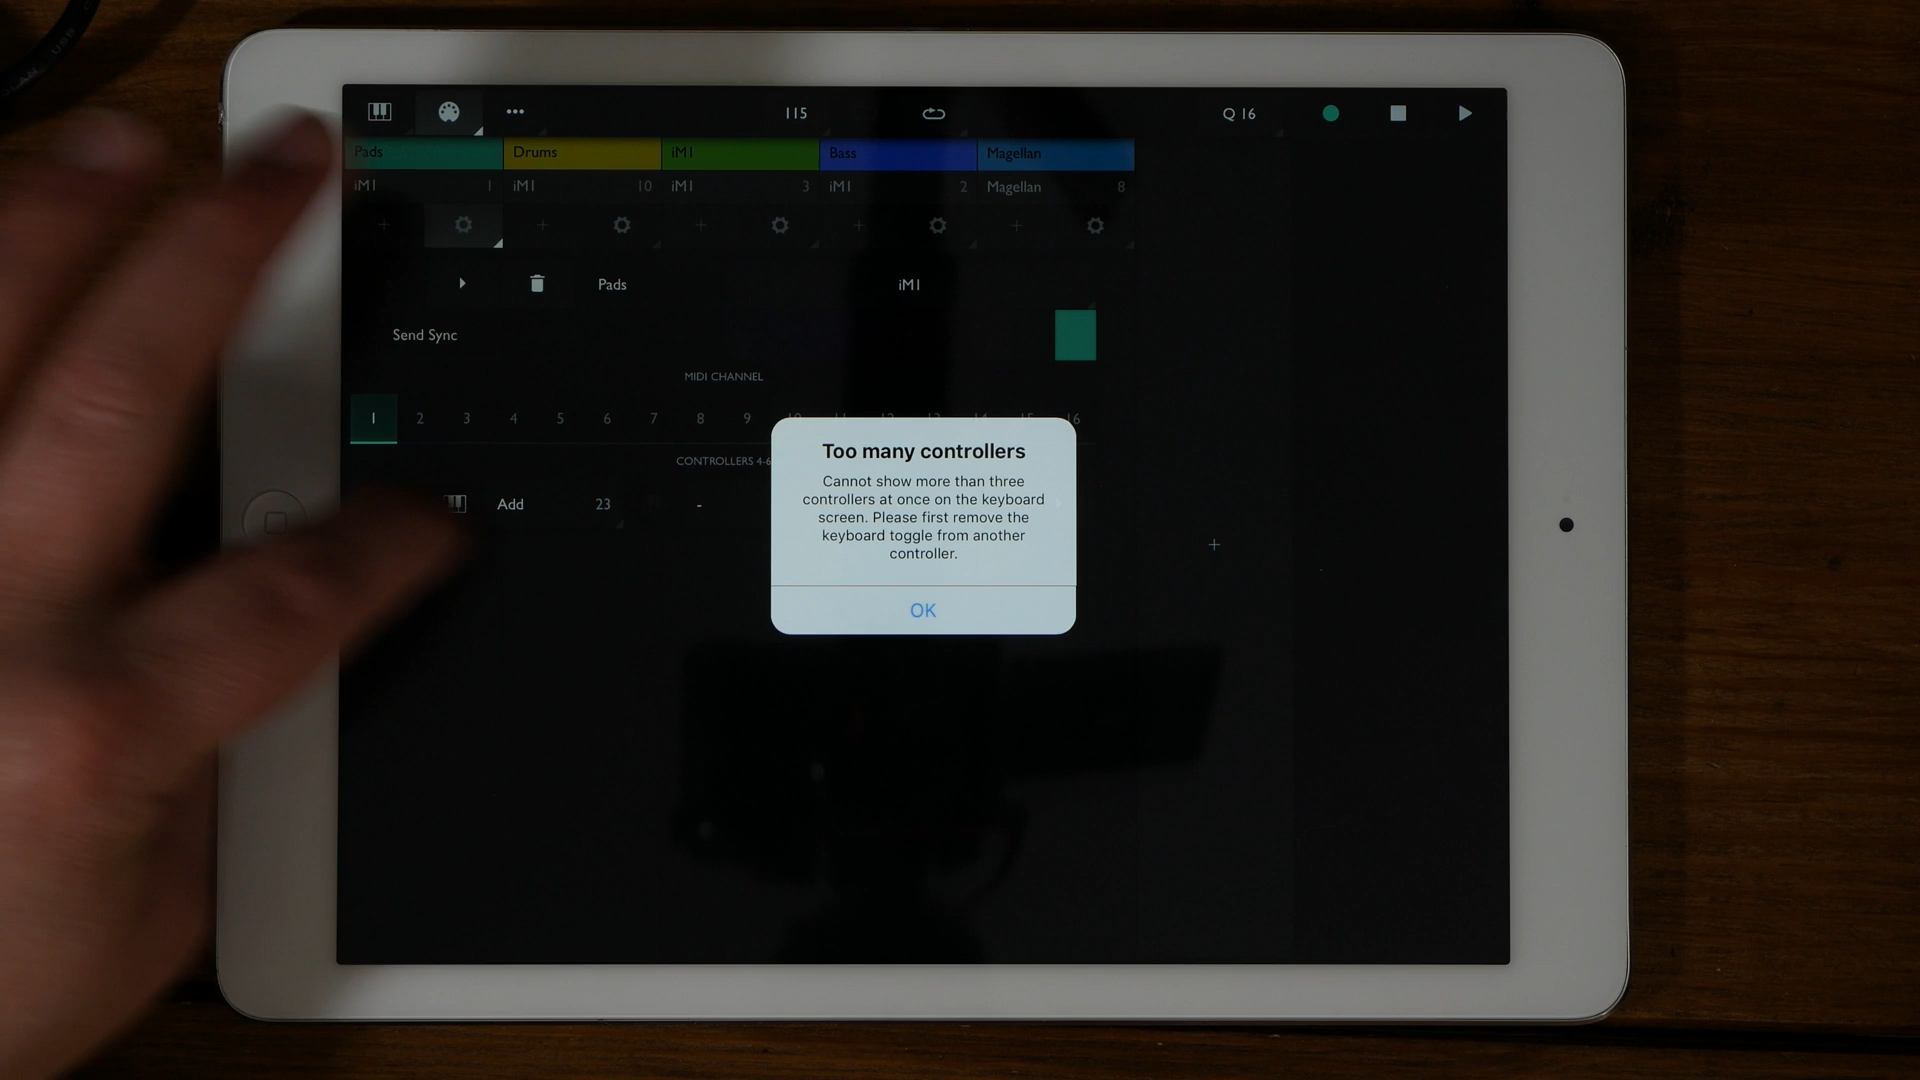 115
Q 16
Pads Drums iM1 Bass Magellan
iM1 1 iM1 10 iM1 3 iM1 2 Magellan 8
Pads iM1
Send Sync
MIDI CHANNEL
1 2 3 4 5 6 7 8 9
CONTROLLERS 4-6
Add 23 -
Too many controllers
Cannot show more than three
controllers at once on the keyboard
screen. Please first remove the
keyboard toggle from another
controller.
OK
USB